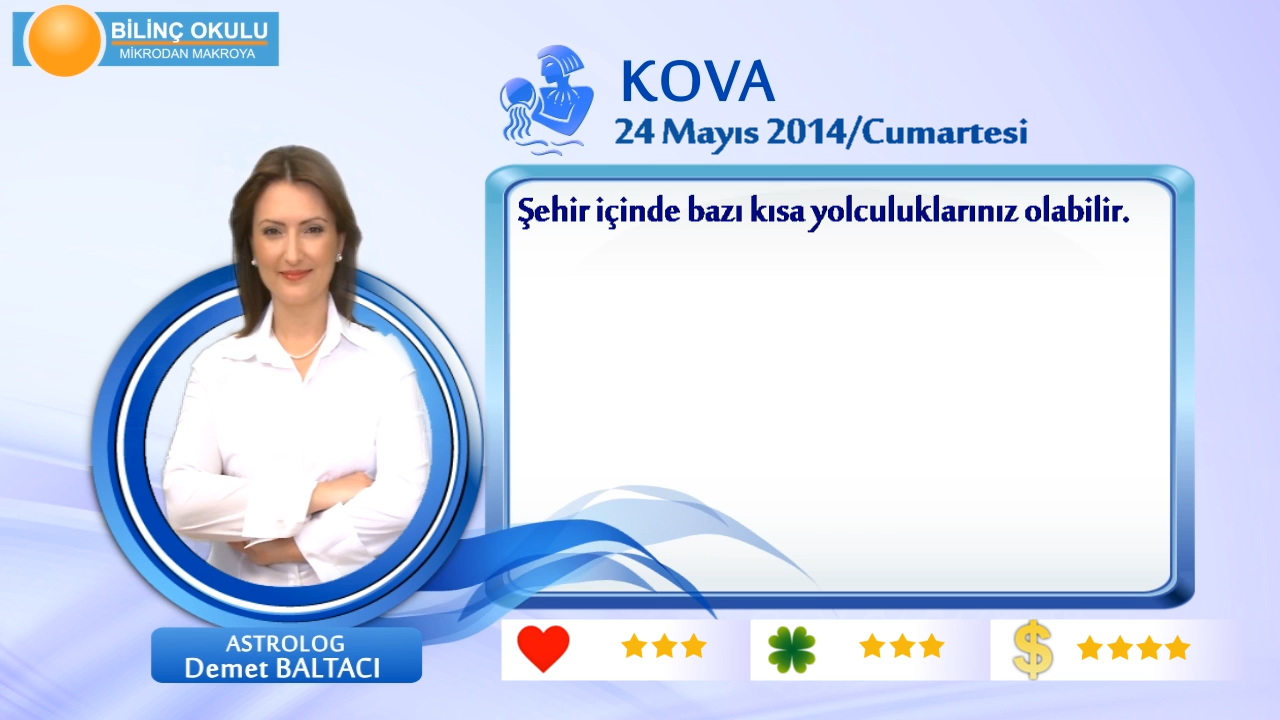 BİLİNÇ OKULU
MİKRODAN MAKROYA
KOVA
24 Mayıs 2014/Cumartesi
Şehir içinde bazı kısa yolculuklarınız olabilir.
ASTROLOG
Demet BALTACI